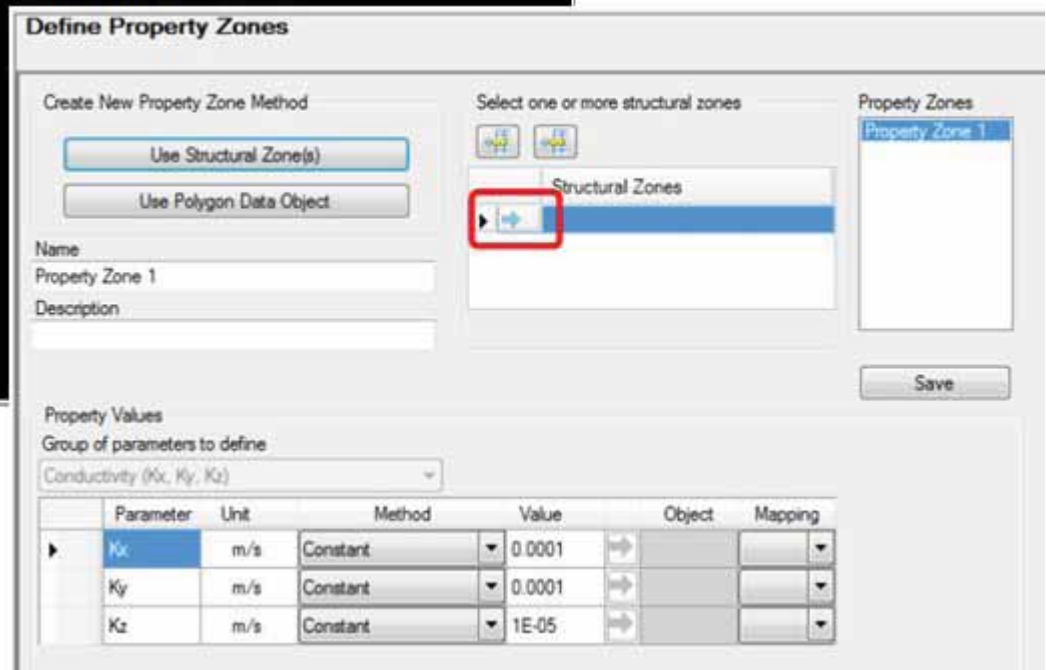 Define Property Zones
Create New Property Zone Method
Use Structural Zone(s)
Use Polygon Data Object
Name
Property Zone 1
Description
Select one or more structural zones
Structural Zones
Property Zones
Property Zone 1
Save
Property Values
Group of parameters to define
Conductivity (Kx, Ky, Kz)
Parameter Unit Method Value Object Mapping
Kx m/s Constant 0.0001
Ky m/s Constant 0.0001
Kz m/s Constant 1E-05